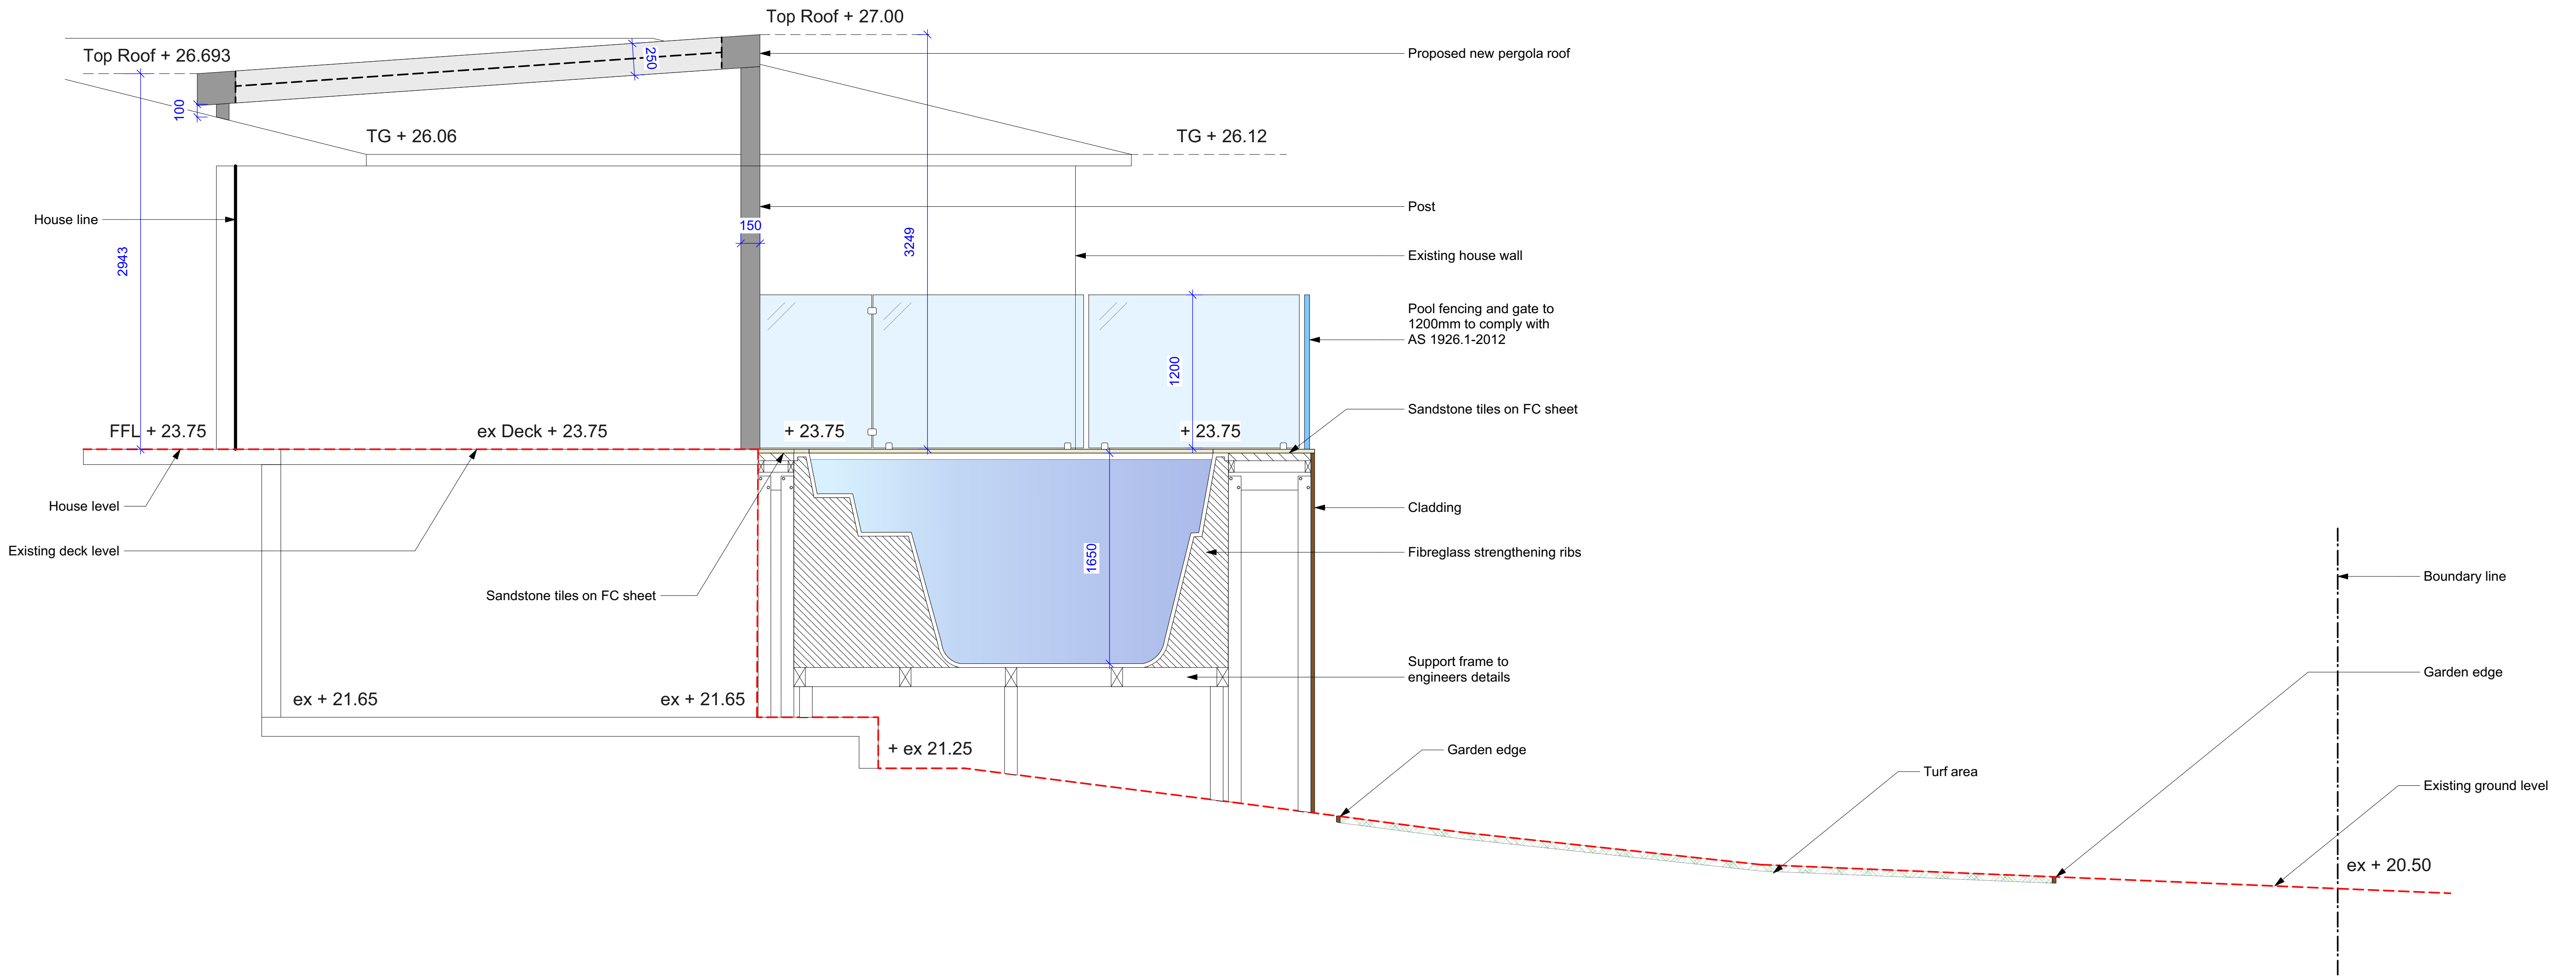 Top Roof + 27.00
Top Roof + 26.693
250
Proposed new pergola roof
100
TG + 26.06
TG + 26.12
House line
Post
150
2943
3249
Existing house wall
Pool fencing and gate to
1200mm to comply with
AS 1926.1-2012
1200
Sandstone tiles on FC sheet
FFL + 23.75
ex Deck + 23.75
+ 23.75
+ 23.75
House level
Cladding
Existing deck level
1650
Fibreglass strengthening ribs
Boundary line
Sandstone tiles on FC sheet
Support frame to
engineers details
Garden edge
ex + 21.65
ex + 21.65
+ ex 21.25
Garden edge
Turf area
Existing ground level
ex + 20.50